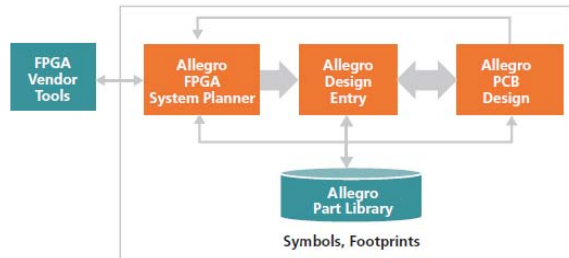 FPGA
Vendor
Tools
Allegro
FPGA
System Planner
Allegro
Design
Entry
Allegro
PCB
Design
Allegro
Part Library
Symbols, Footprints